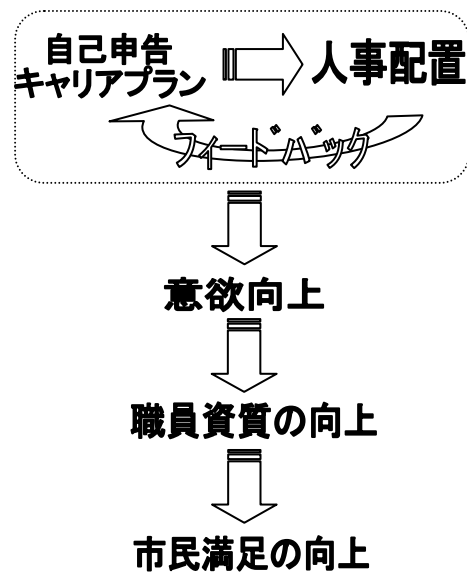 自己申告
キャリアプラン
人事配置
フィードバック
意欲向上
職員資質の向上
市民満足の向上